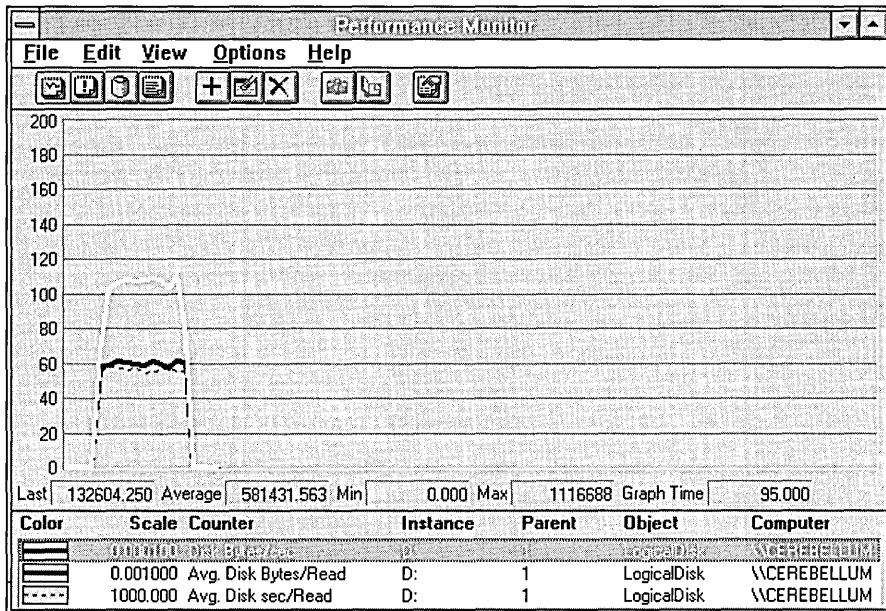 Performance Monitor
File Edit View Options Help
200
180
160
140
120
100
80
60
40
20
0
Last 132604.250 Average 581431.563 Min 0.000 Max 1116688 Graph Time 95.000
Color Scale Counter Instance Parent Object Computer
0.000100 Disk Bytes/sec D: 1 LogicalDisk \\CEREBELLUM
0.001000 Avg. Disk Bytes/Read D: 1 LogicalDisk \\CEREBELLUM
1000.000 Avg. Disk sec/Read D: 1 LogicalDisk \\CEREBELLUM